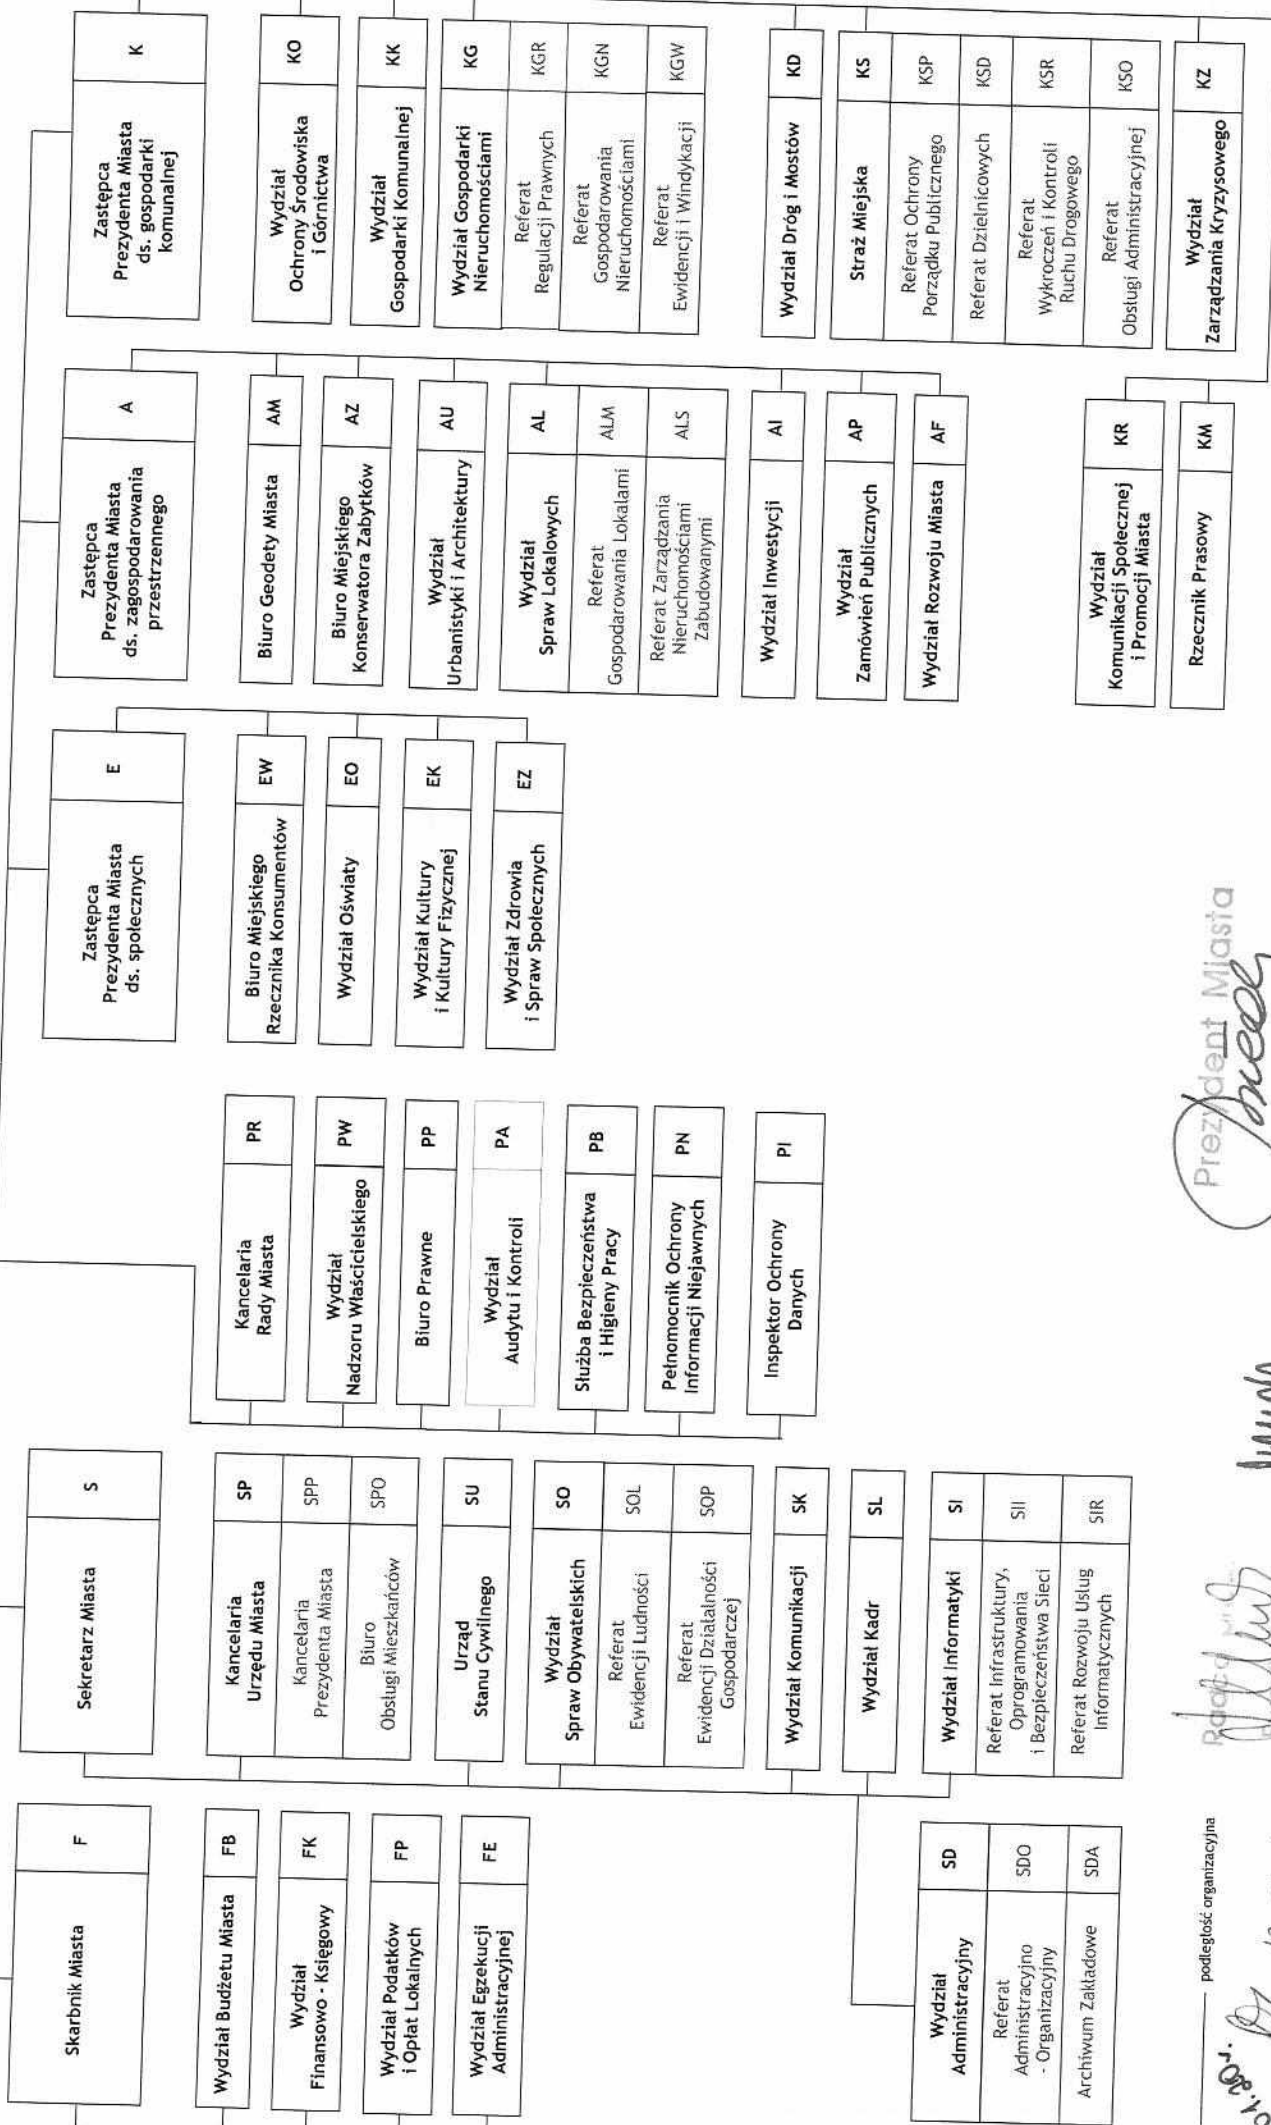 Skarbnik Miasta
F
Wydział Budżetu Miasta
FB
Wydział
Finansowo - Księgowy
FK
Wydział Podatków
i Opłat Lokalnych
FP
Wydział Egzekucji
Administracyjnej
FE
Sekretarz Miasta
S
Kancelaria
Urzędu Miasta
SP
Kancelaria
Prezydenta Miasta
SPP
Biuro
Obsługi Mieszkańców
SPO
Urząd
Stanu Cywilnego
SU
Wydział
Spraw Obywatelskich
SO
Referat
Ewidencji Ludności
SOL
Referat
Ewidencji Działalności
Gospodarczej
SOP
Wydział Komunikacji
SK
Wydział Kadr
SL
Wydział Informatyki
SI
Referat Infrastruktury,
Oprogramowania
i Bezpieczeństwa Sieci
SII
Referat Rozwoju Usług
Informatycznych
SIR
Wydział
Administracyjny
SD
Referat
Administracyjno
- Organizacyjny
SDO
Archiwum Zakładowe
SDA
Kancelaria
Rady Miasta
PR
Wydział
Nadzoru Właścicielskiego
PW
Biuro Prawne
PP
Wydział
Audytu i Kontroli
PA
Służba Bezpieczeństwa
i Higieny Pracy
PB
Pełnomocnik Ochrony
Informacji Niejawnych
PN
Inspektor Ochrony
Danych
PI
Zastępca
Prezydenta Miasta
ds. społecznych
E
Biuro Miejskiego
Rzecznika Konsumentów
EW
Wydział Oświaty
EO
Wydział Kultury
i Kultury Fizycznej
EK
Wydział Zdrowia
i Spraw Społecznych
EZ
Zastępca
Prezydenta Miasta
ds. zagospodarowania
przestrzennego
A
Biuro Geodety Miasta
AM
Biuro Miejskiego
Konserwatora Zabytków
AZ
Wydział
Urbanistyki i Architektury
AU
Wydział
Spraw Lokalowych
AL
Referat
Gospodarowania Lokalami
ALM
Referat Zarządzania
Nieruchomościami
Zabudowanymi
ALS
Wydział Inwestycji
AI
Wydział
Zamówień Publicznych
AP
Wydział Rozwoju Miasta
AF
Zastępca
Prezydenta Miasta
ds. gospodarki
komunalnej
K
Wydział
Ochrony Środowiska
i Górnictwa
KO
Wydział
Gospodarki Komunalnej
KK
Wydział Gospodarki
Nieruchomościami
KG
Referat
Regulacji Prawnych
KGR
Referat
Gospodarowania
Nieruchomościami
KGN
Referat
Ewidencji i Windykacji
KGW
Wydział Dróg i Mostów
KD
Straż Miejska
KS
Referat Ochrony
Porządku Publicznego
KSP
Referat Dzielnicowych
KSD
Referat
Wykroczeń i Kontroli
Ruchu Drogowego
KSR
Referat
Obsługi Administracyjnej
KSO
Wydział
Zarządzania Kryzysowego
KZ
Wydział
Komunikacji Społecznej
i Promocji Miasta
KR
Rzecznik Prasowy
KM
podległość organizacyjna
Prezydent Miasta